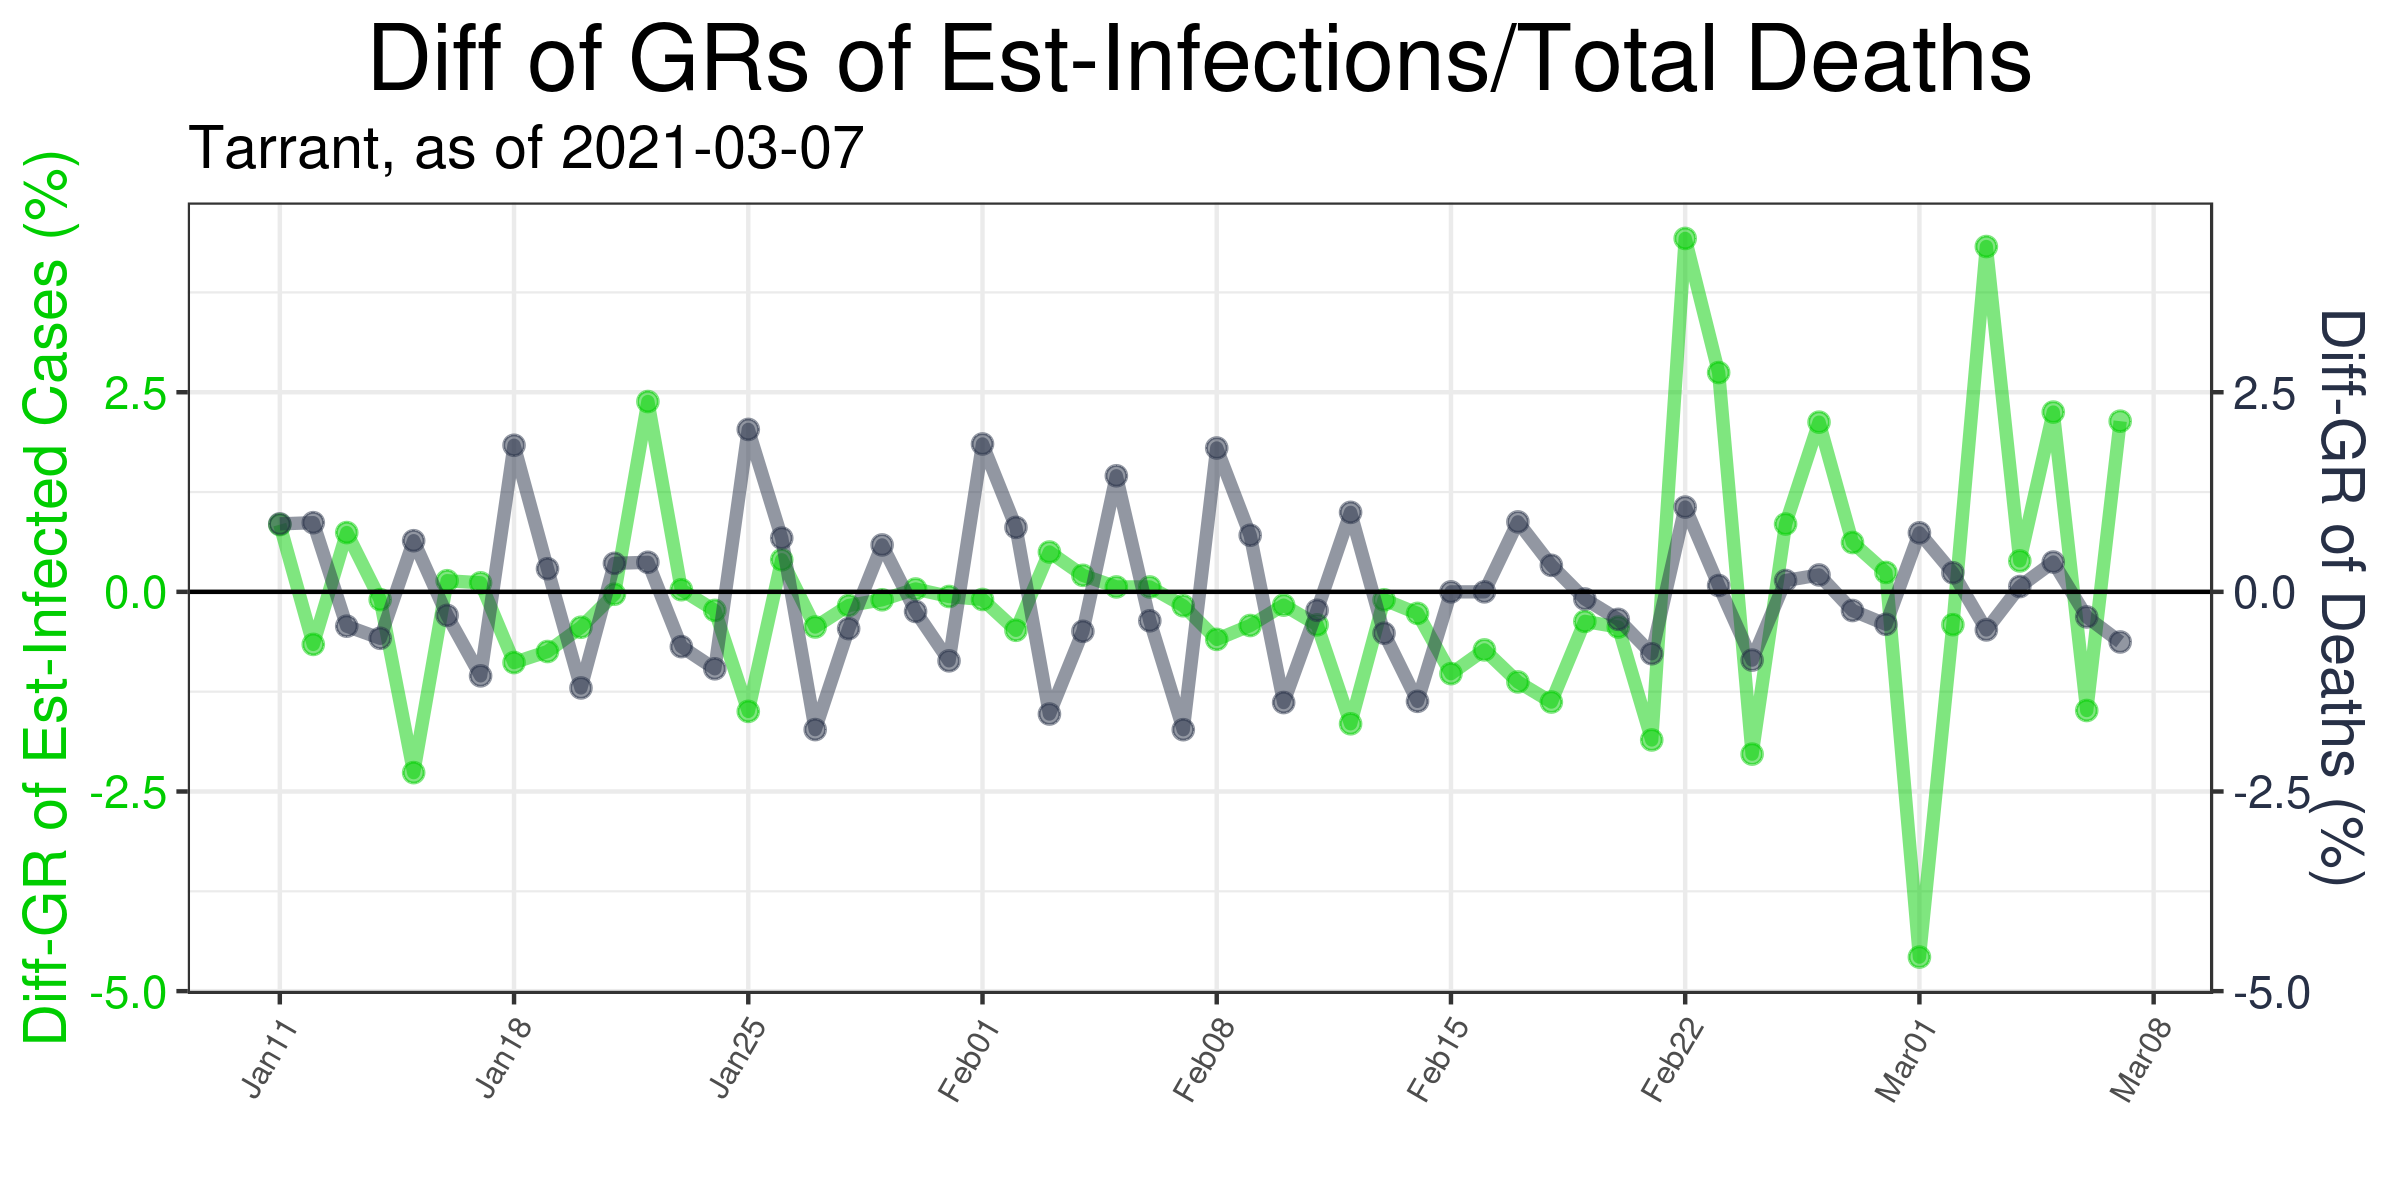 Diff of GRs of Est-Infections/Total Deaths
Tarrant, as of 2021-03-07
Diff-GR of Est-Infected Cases (%)
2.5
0.0
-2.5
-5.0
2.5
0.0
-2.5
-5.0
Diff-GR of Deaths (%)
Jan11
Jan18
Jan25
Feb01
Feb08
Feb15
Feb22
Mar01
Mar08